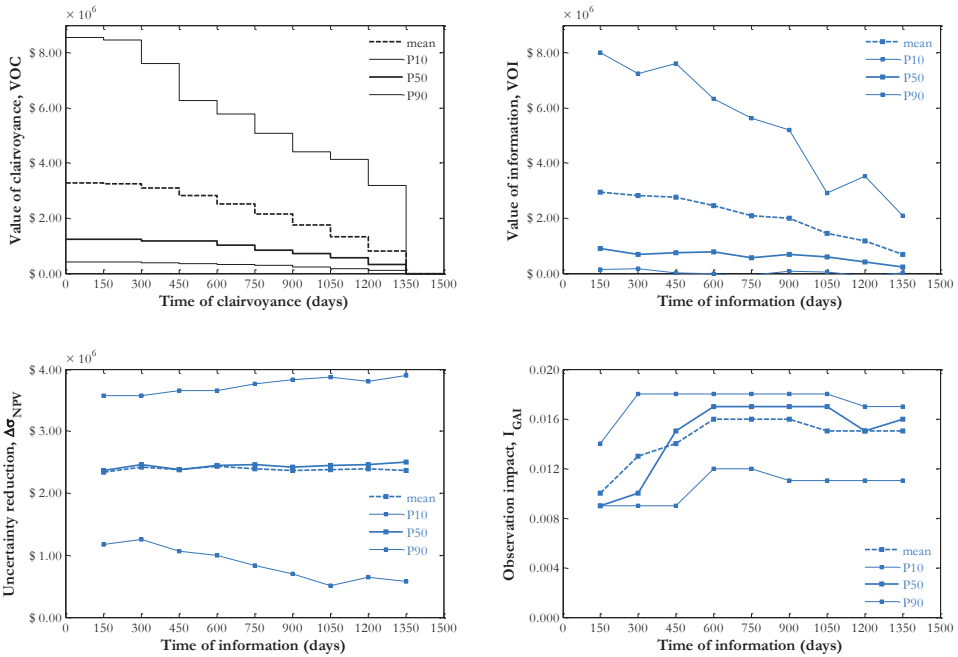 × 10⁶
$ 8.00
$ 6.00
$ 4.00
$ 2.00
$ 0.00
Value of clairvoyance, VOC
mean
P10
P50
P90
0 150 300 450 600 750 900 1050 1200 1350 1500
Time of clairvoyance (days)
× 10⁶
$ 8.00
$ 6.00
$ 4.00
$ 2.00
$ 0.00
Value of information, VOI
mean
P10
P50
P90
0 150 300 450 600 750 900 1050 1200 1350 1500
Time of information (days)
× 10⁶
$ 4.00
$ 3.00
$ 2.00
$ 1.00
$ 0.00
Uncertainty reduction, Δσ_NPV
mean
P10
P50
P90
0 150 300 450 600 750 900 1050 1200 1350 1500
Time of information (days)
0.020
0.016
0.012
0.008
0.004
0.000
Observation impact, I_GAI
mean
P10
P50
P90
0 150 300 450 600 750 900 1050 1200 1350 1500
Time of information (days)